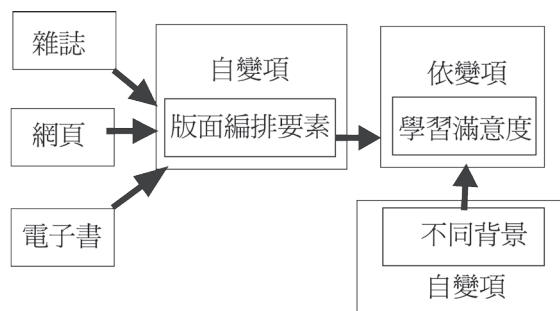 雜誌
網頁
電子書
自變項
版面編排要素
依變項
學習滿意度
不同背景
自變項